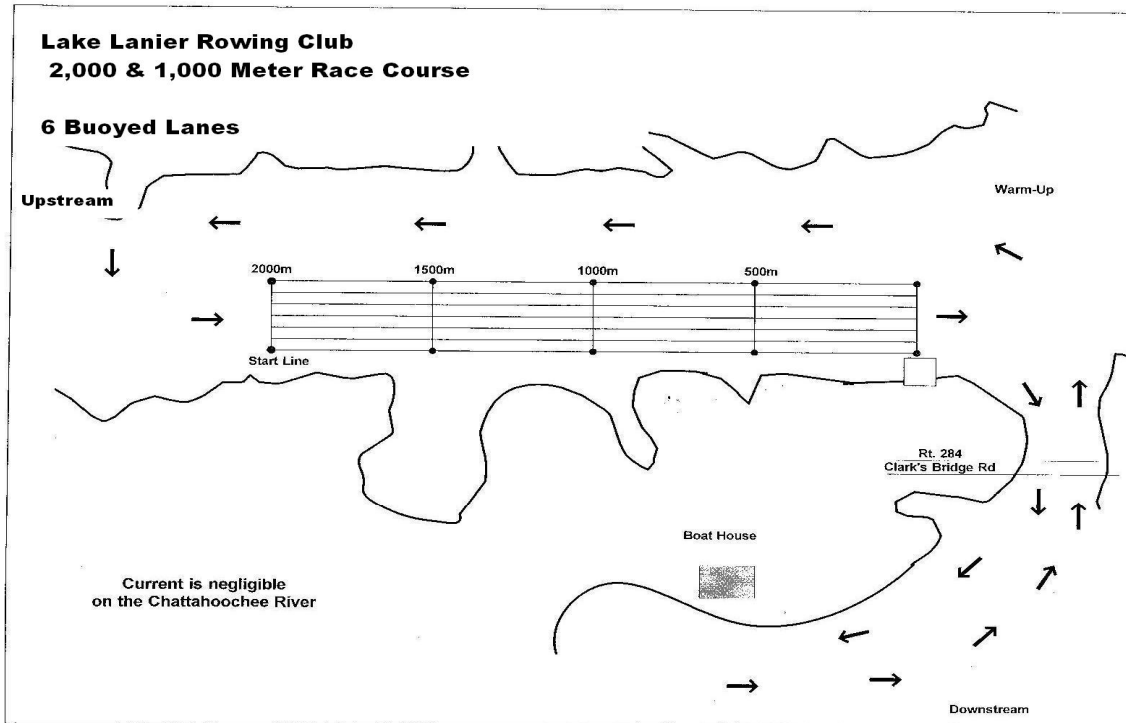 Lake Lanier Rowing Club
2,000 & 1,000 Meter Race Course
6 Buoyed Lanes
Upstream
Warm-Up
2000m
1500m
1000m
500m
Start Line
Rt. 284
Clark's Bridge Rd
Boat House
Current is negligible
on the Chattahoochee River
Downstream